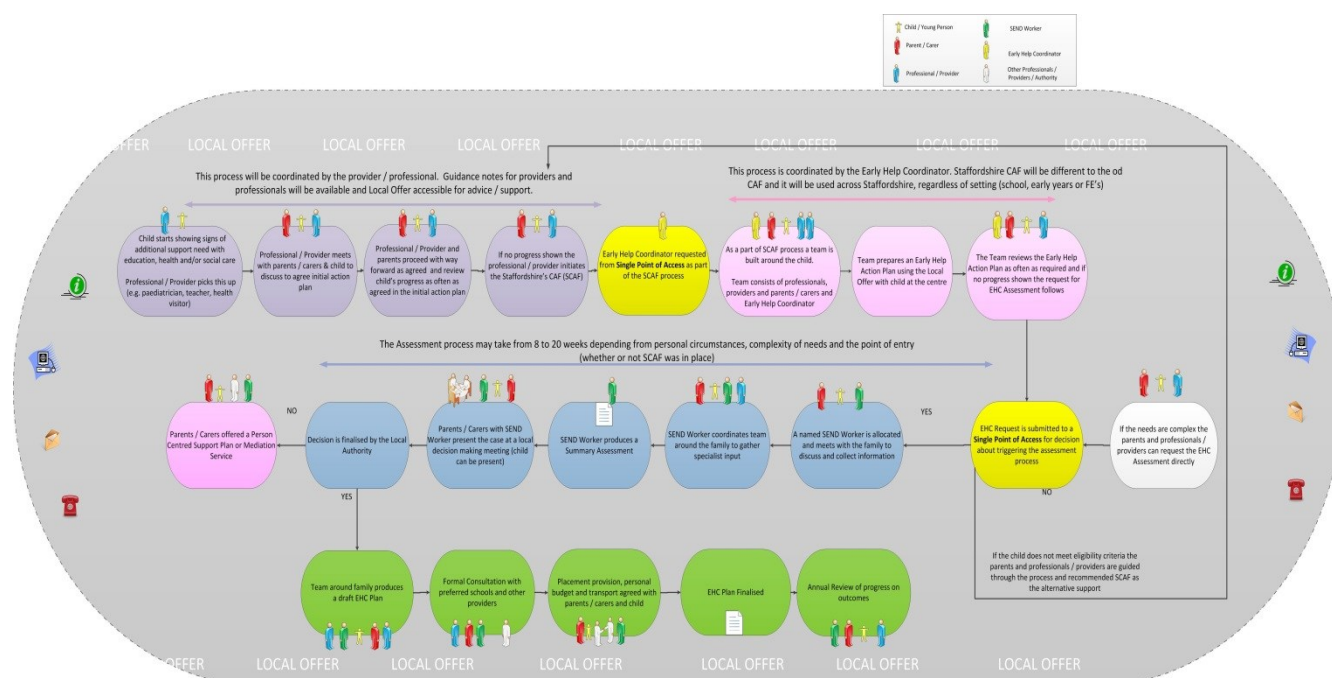 Child / Young Person
SEND Worker
Parent / Carer
Early Help Coordinator
Professional / Provider
Other Professionals /
Providers / Authority
OFFER
LOCAL OFFER
LOCAL OFFER
LOCAL OFFER
LOCAL OFFER
LOCAL OFFER
LOCAL OFFER
LOCAL OFFER
This process will be coordinated by the provider / professional. Guidance notes for providers and
professionals will be available and Local Offer accessible for advice / support.
This process is coordinated by the Early Help Coordinator. Staffordshire CAF will be different to the od
CAF and it will be used across Staffordshire, regardless of setting (school, early years or FE's)
Child starts showing signs of
additional support need with
education, health and/or social care
Professional / Provider picks this up
(e.g. paediatrician, teacher, health
visitor)
Professional / Provider meets
with parents / carers & child to
discuss to agree initial action
plan
Professional / Provider and
parents proceed with way
forward as agreed and review
child's progress as often as
agreed in the initial action plan
If no progress shown the
professional / provider initiates
the Staffordshire's CAF (SCAF)
Early Help Coordinator requested
from Single Point of Access as part
of the SCAF process
As a part of SCAF process a team is
built around the child.
Team consists of professionals,
providers and parents / carers and
Early Help Coordinator
Team prepares an Early Help
Action Plan using the Local
Offer with child at the centre
The Team reviews the Early Help
Action Plan as often as required and if
no progress shown the request for
EHC Assessment follows
The Assessment process may take from 8 to 20 weeks depending from personal circumstances, complexity of needs and the point of entry
(whether or not SCAF was in place)
Parents / Carers offered a Person
Centred Support Plan or Mediation
Service
NO
Decision is finalised by the Local
Authority
Parents / Carers with SEND
Worker present the case at a local
decision making meeting (child
can be present)
SEND Worker produces a
Summary Assessment
SEND Worker coordinates team
around the family to gather
specialist input
A named SEND Worker is allocated
and meets with the family to
discuss and collect information
YES
EHC Request is submitted to a
Single Point of Access for decision
about triggering the assessment
process
If the needs are complex the
parents and professionals /
providers can request the EHC
Assessment directly
YES
NO
If the child does not meet eligibility criteria the
parents and professionals / providers are guided
through the process and recommended SCAF as
the alternative support
Team around family produces
a draft EHC Plan
Formal Consultation with
preferred schools and other
providers
Placement provision, personal
budget and transport agreed with
parents / carers and child
EHC Plan Finalised
Annual Review of progress on
outcomes
OFFER
LOCAL OFFER
LOCAL OFFER
LOCAL OFFER
LOCAL OFFER
LOCAL OFFER
LOCAL OFFER